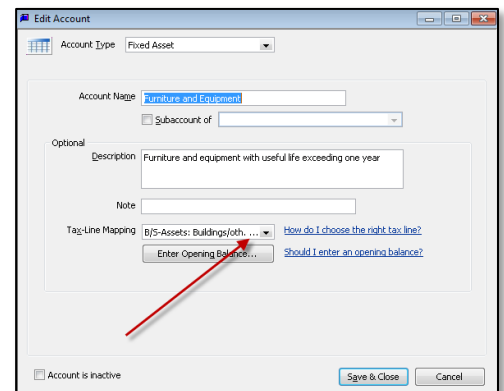 Edit Account
Account Type Fixed Asset
Account Name Furniture and Equipment
Subaccount of
Optional
Description Furniture and equipment with useful life exceeding one year
Note
Tax-Line Mapping B/S-Assets: Buildings/oth. ... How do I choose the right tax line?
Enter Opening Balance... Should I enter an opening balance?
Account is inactive Save & Close Cancel